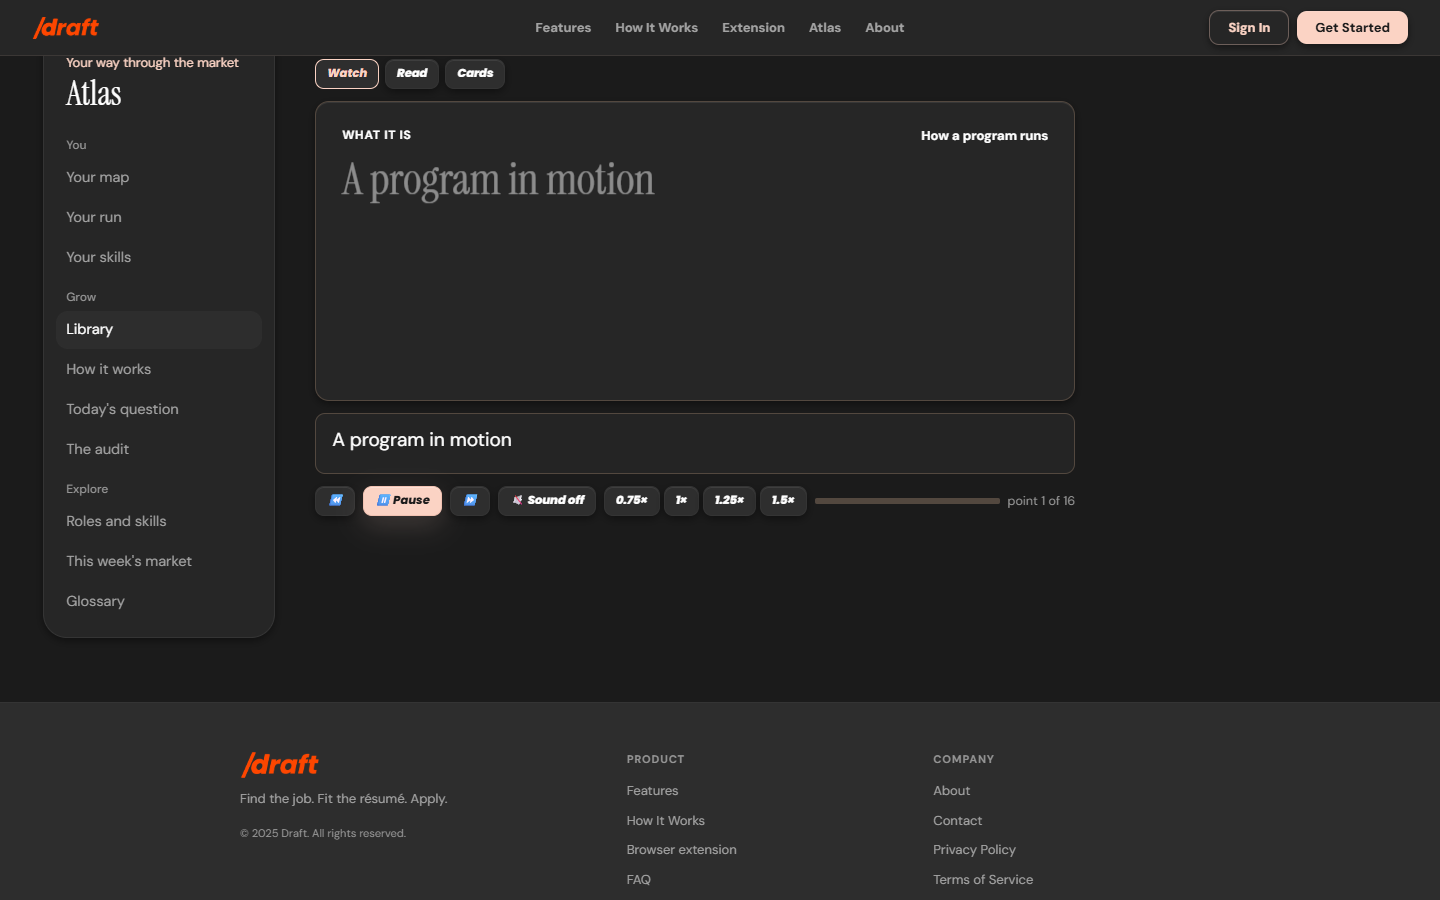 /draft
Features
How It Works
Extension
Atlas
About
Sign In
Get Started
Your way through the market
Atlas
You
Your map
Your run
Your skills
Grow
Library
How it works
Today's question
The audit
Explore
Roles and skills
This week's market
Glossary
Watch
Read
Cards
WHAT IT IS
How a program runs
A program in motion
A program in motion
Pause
Sound off
0.75×
1×
1.25×
1.5×
point 1 of 16
/draft
Find the job. Fit the résumé. Apply.
© 2025 Draft. All rights reserved.
PRODUCT
Features
How It Works
Browser extension
FAQ
COMPANY
About
Contact
Privacy Policy
Terms of Service